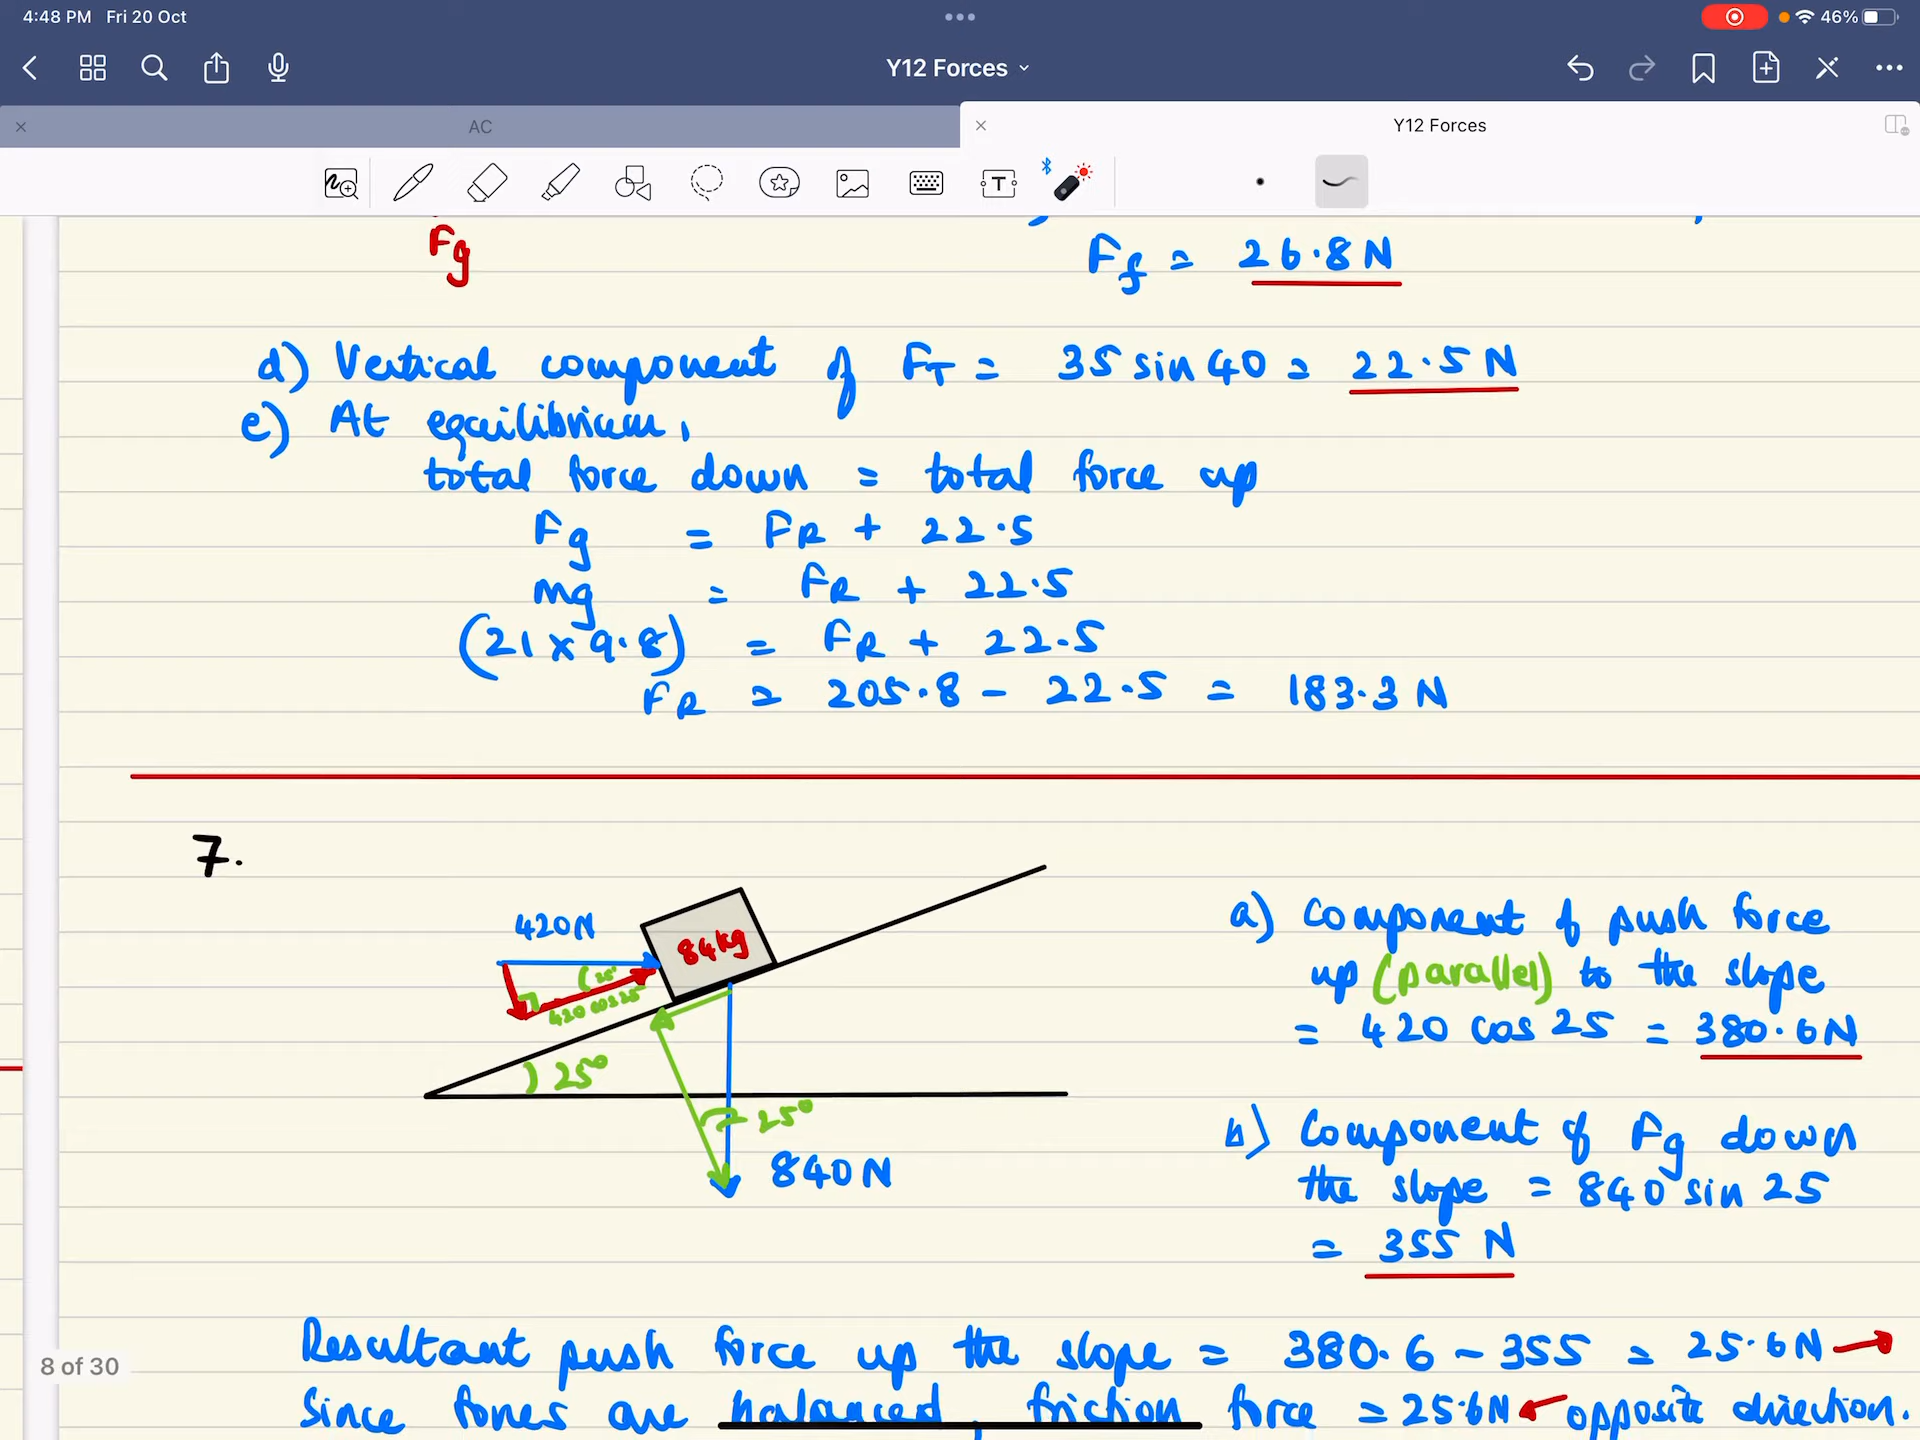 4:48 PM Fri 20 Oct
46%
Y12 Forces
AC
Y12 Forces
T
Fg
Ff = 26.8 N
d) Vertical component of FT = 35 sin 40 = 22.5 N
e) At equilibrium,
total force down = total force up
Fg = FR + 22.5
mg = FR + 22.5
(21 x 9.8) = FR + 22.5
FR = 205.8 - 22.5 = 183.3 N
7.
420N
84kg
25°
420 cos 25
25°
25°
840N
a) Component of push force
up (parallel) to the slope
= 420 cos 25 = 380.6N
b) Component of Fg down
the slope = 840 sin 25
= 355 N
Resultant push force up the slope = 380.6 - 355 = 25.6N
Since forces are balanced, friction force = 25.6N opposite direction.
8 of 30